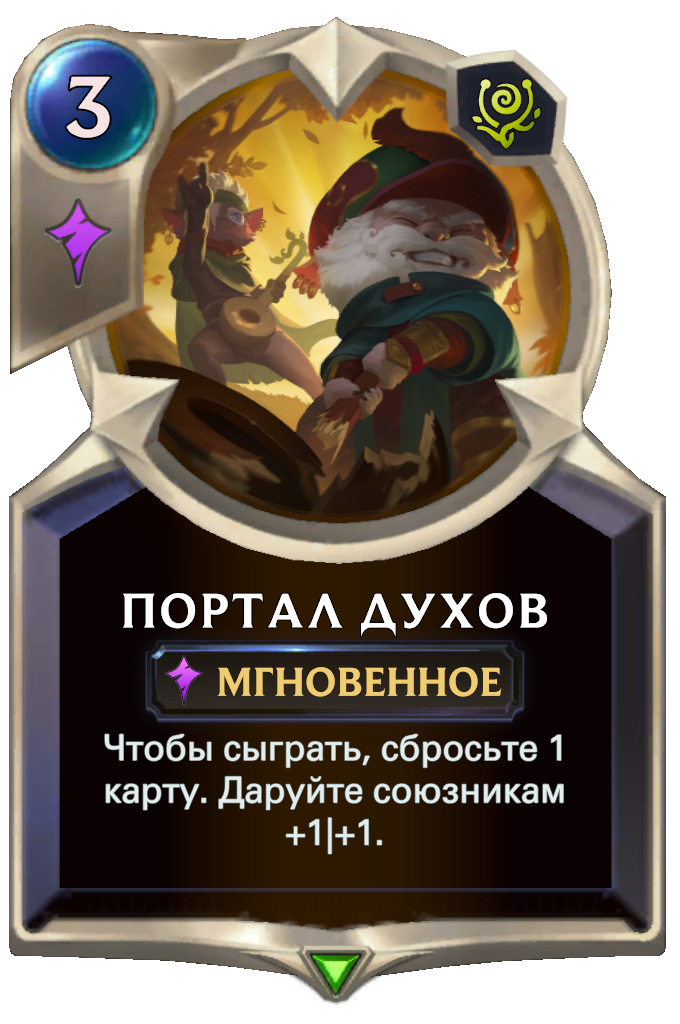 3
ПОРТАЛ ДУХОВ
МГНОВЕННОЕ
Чтобы сыграть, сбросьте 1
карту. Даруйте союзникам
+1|+1.